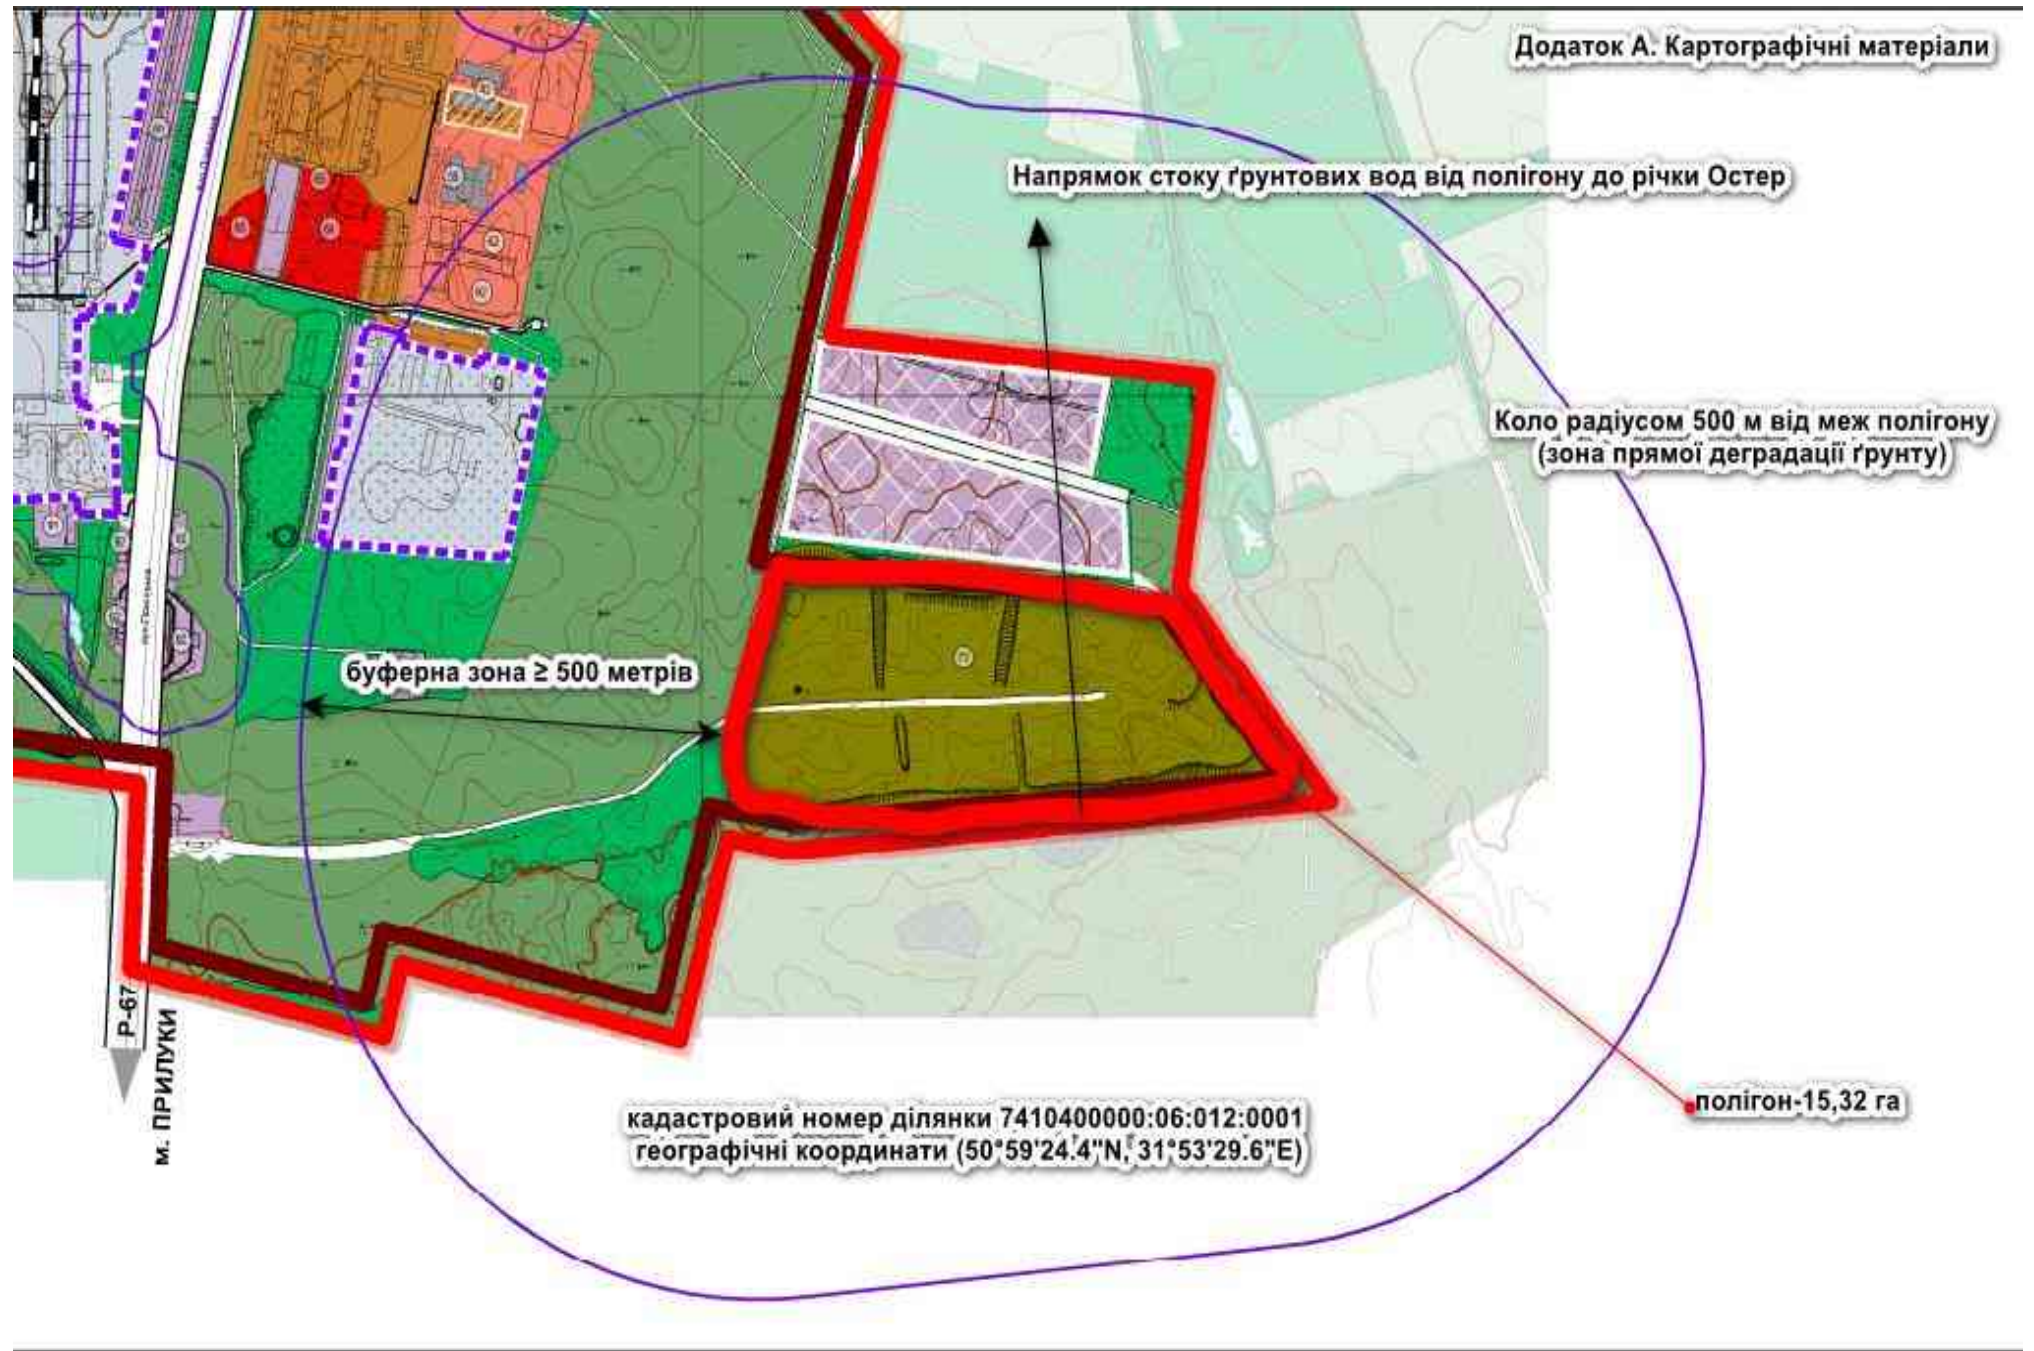 Додаток А. Картографічні матеріали
Напрямок стоку ґрунтових вод від полігону до річки Остер
Коло радіусом 500 м від меж полігону
(зона прямої деградації ґрунту)
буферна зона ≥ 500 метрів
Р-67
м. ПРИЛУКИ
полігон-15,32 га
кадастровий номер ділянки 7410400000:06:012:0001
географічні координати (50°59'24.4"N, 31°53'29.6"E)